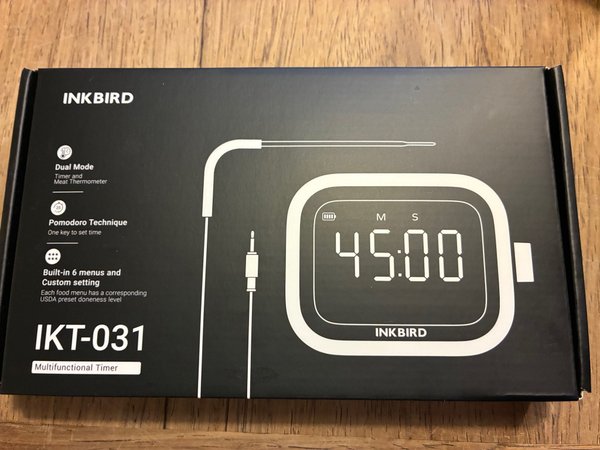 INKBIRD
Dual Mode
Timer and
Meat Thermometer
Pomodoro Technique
One key to set time
Built-in 6 menus and
Custom setting
Each food menu has a corresponding
USDA preset doneness level
IKT-031
Multifunctional Timer
M S
45:00
INKBIRD